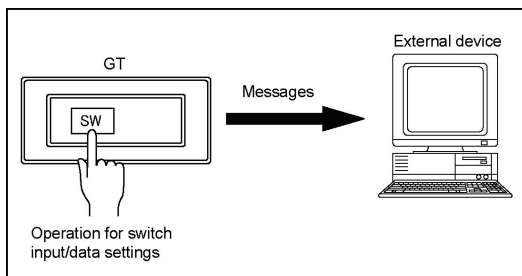 External device
GT
Messages
SW
Operation for switch
input/data settings